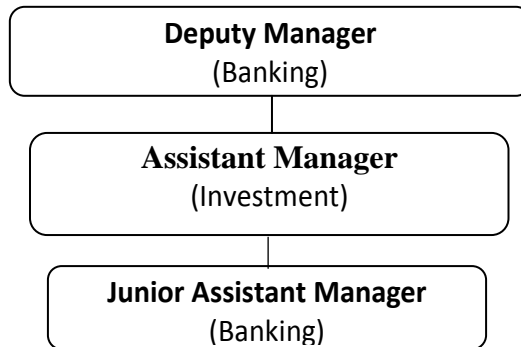 Deputy Manager
(Banking)
Assistant Manager
(Investment)
Junior Assistant Manager
(Banking)